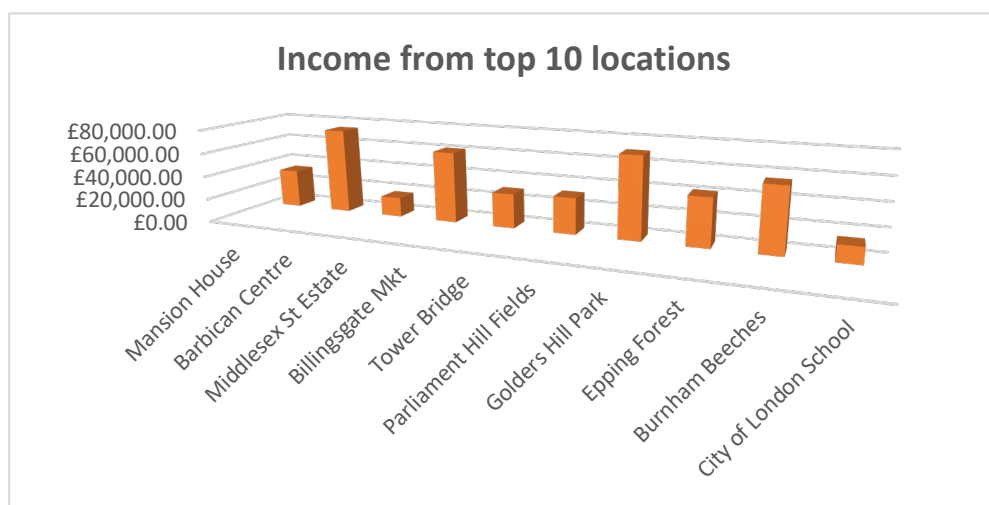 Income from top 10 locations
£80,000.00
£60,000.00
£40,000.00
£20,000.00
£0.00
Mansion House
Barbican Centre
Middlesex St Estate
Billingsgate Mkt
Tower Bridge
Parliament Hill Fields
Golders Hill Park
Epping Forest
Burnham Beeches
City of London School